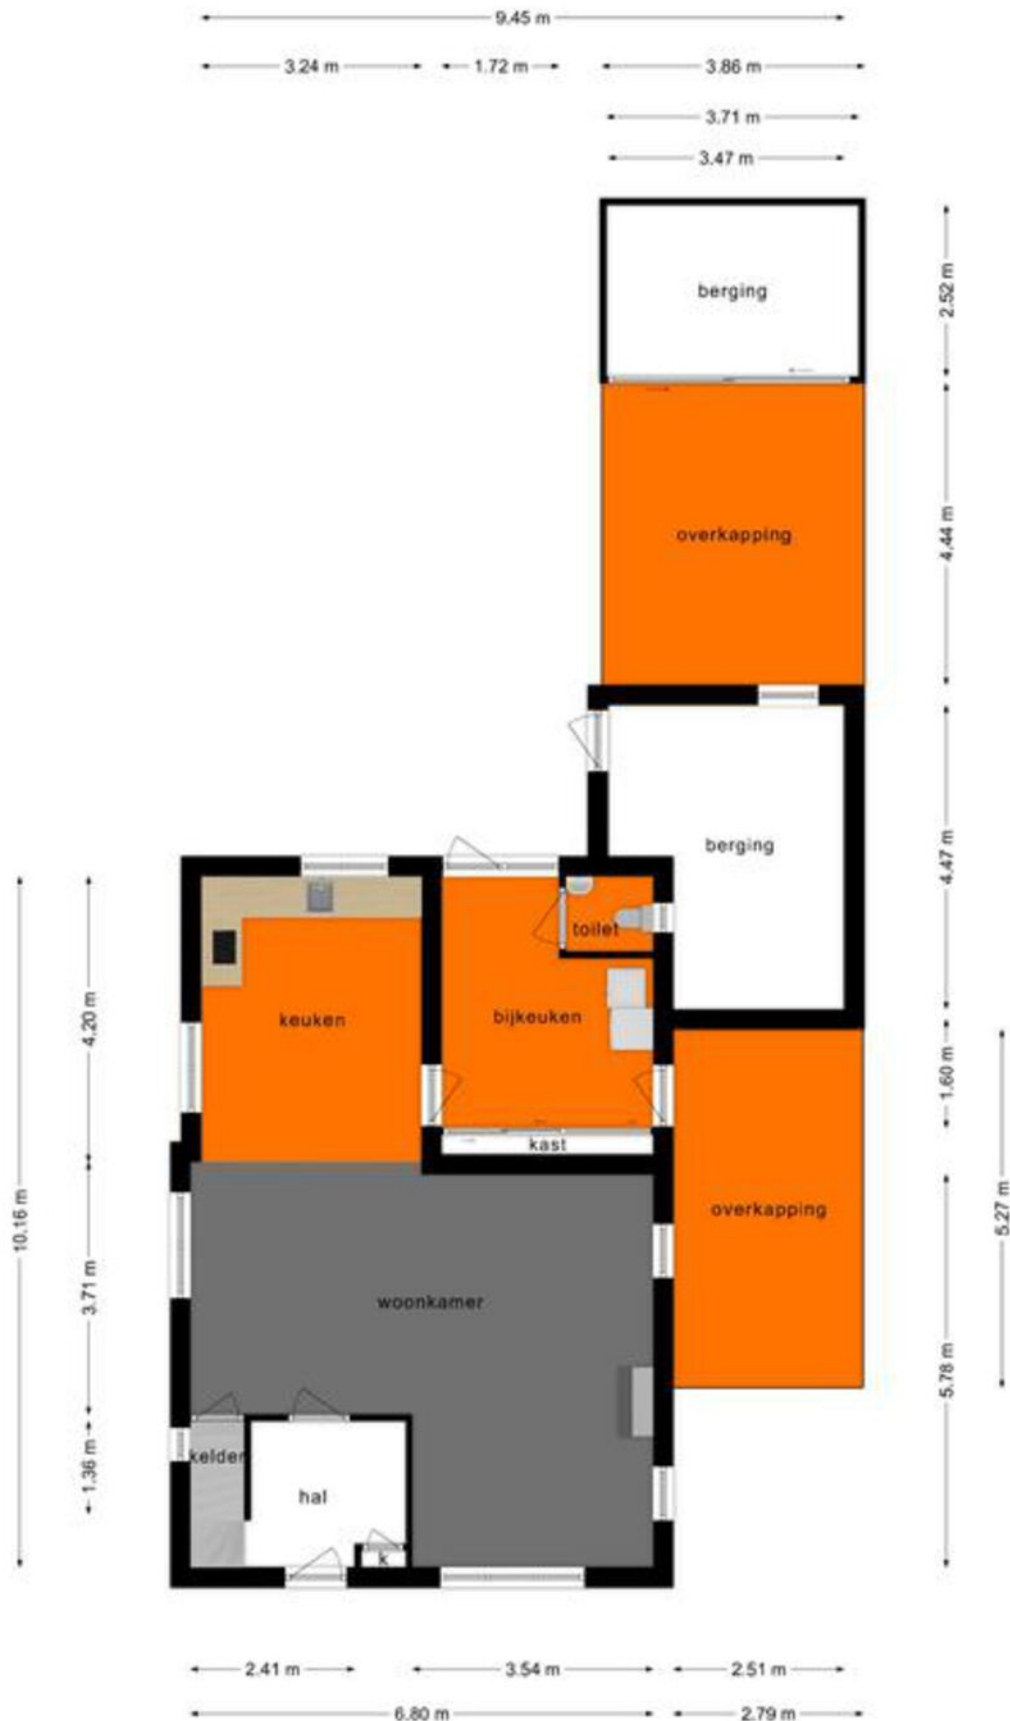 9.45 m
3.24 m
1.72 m
3.86 m
3.71 m
3.47 m
berging
2.52 m
overkapping
4.44 m
berging
4.47 m
toilet
keuken
bijkeuken
4.20 m
1.60 m
kast
10.16 m
overkapping
5.27 m
3.71 m
woonkamer
5.78 m
1.36 m
kelder
hal
k
2.41 m
3.54 m
2.51 m
6.80 m
2.79 m